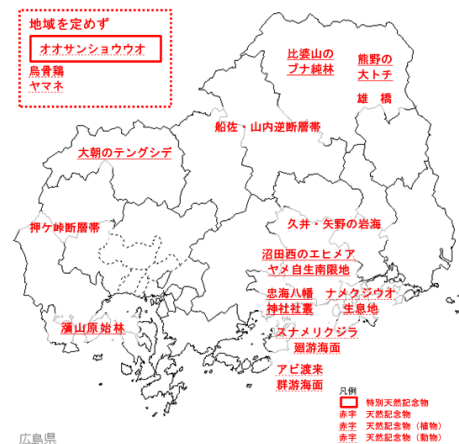 地域を定めず
オオサンショウウオ
烏骨鶏
ヤマネ
比婆山の
ブナ純林
熊野の
大トチ
雄橋
船佐・山内逆断層帯
大朝のテングシデ
押ケ峠断層帯
久井・矢野の岩海
沼田西のエヒメア
ヤメ自生南限地
忠海八幡
神社社叢
ナメクジウオ
生息地
スナメリクジラ
廻游海面
アビ渡来
群游海面
瀰山原始林
凡例
特別天然記念物
赤字 天然記念物
赤字 天然記念物（植物）
赤字 天然記念物（動物）
広島県